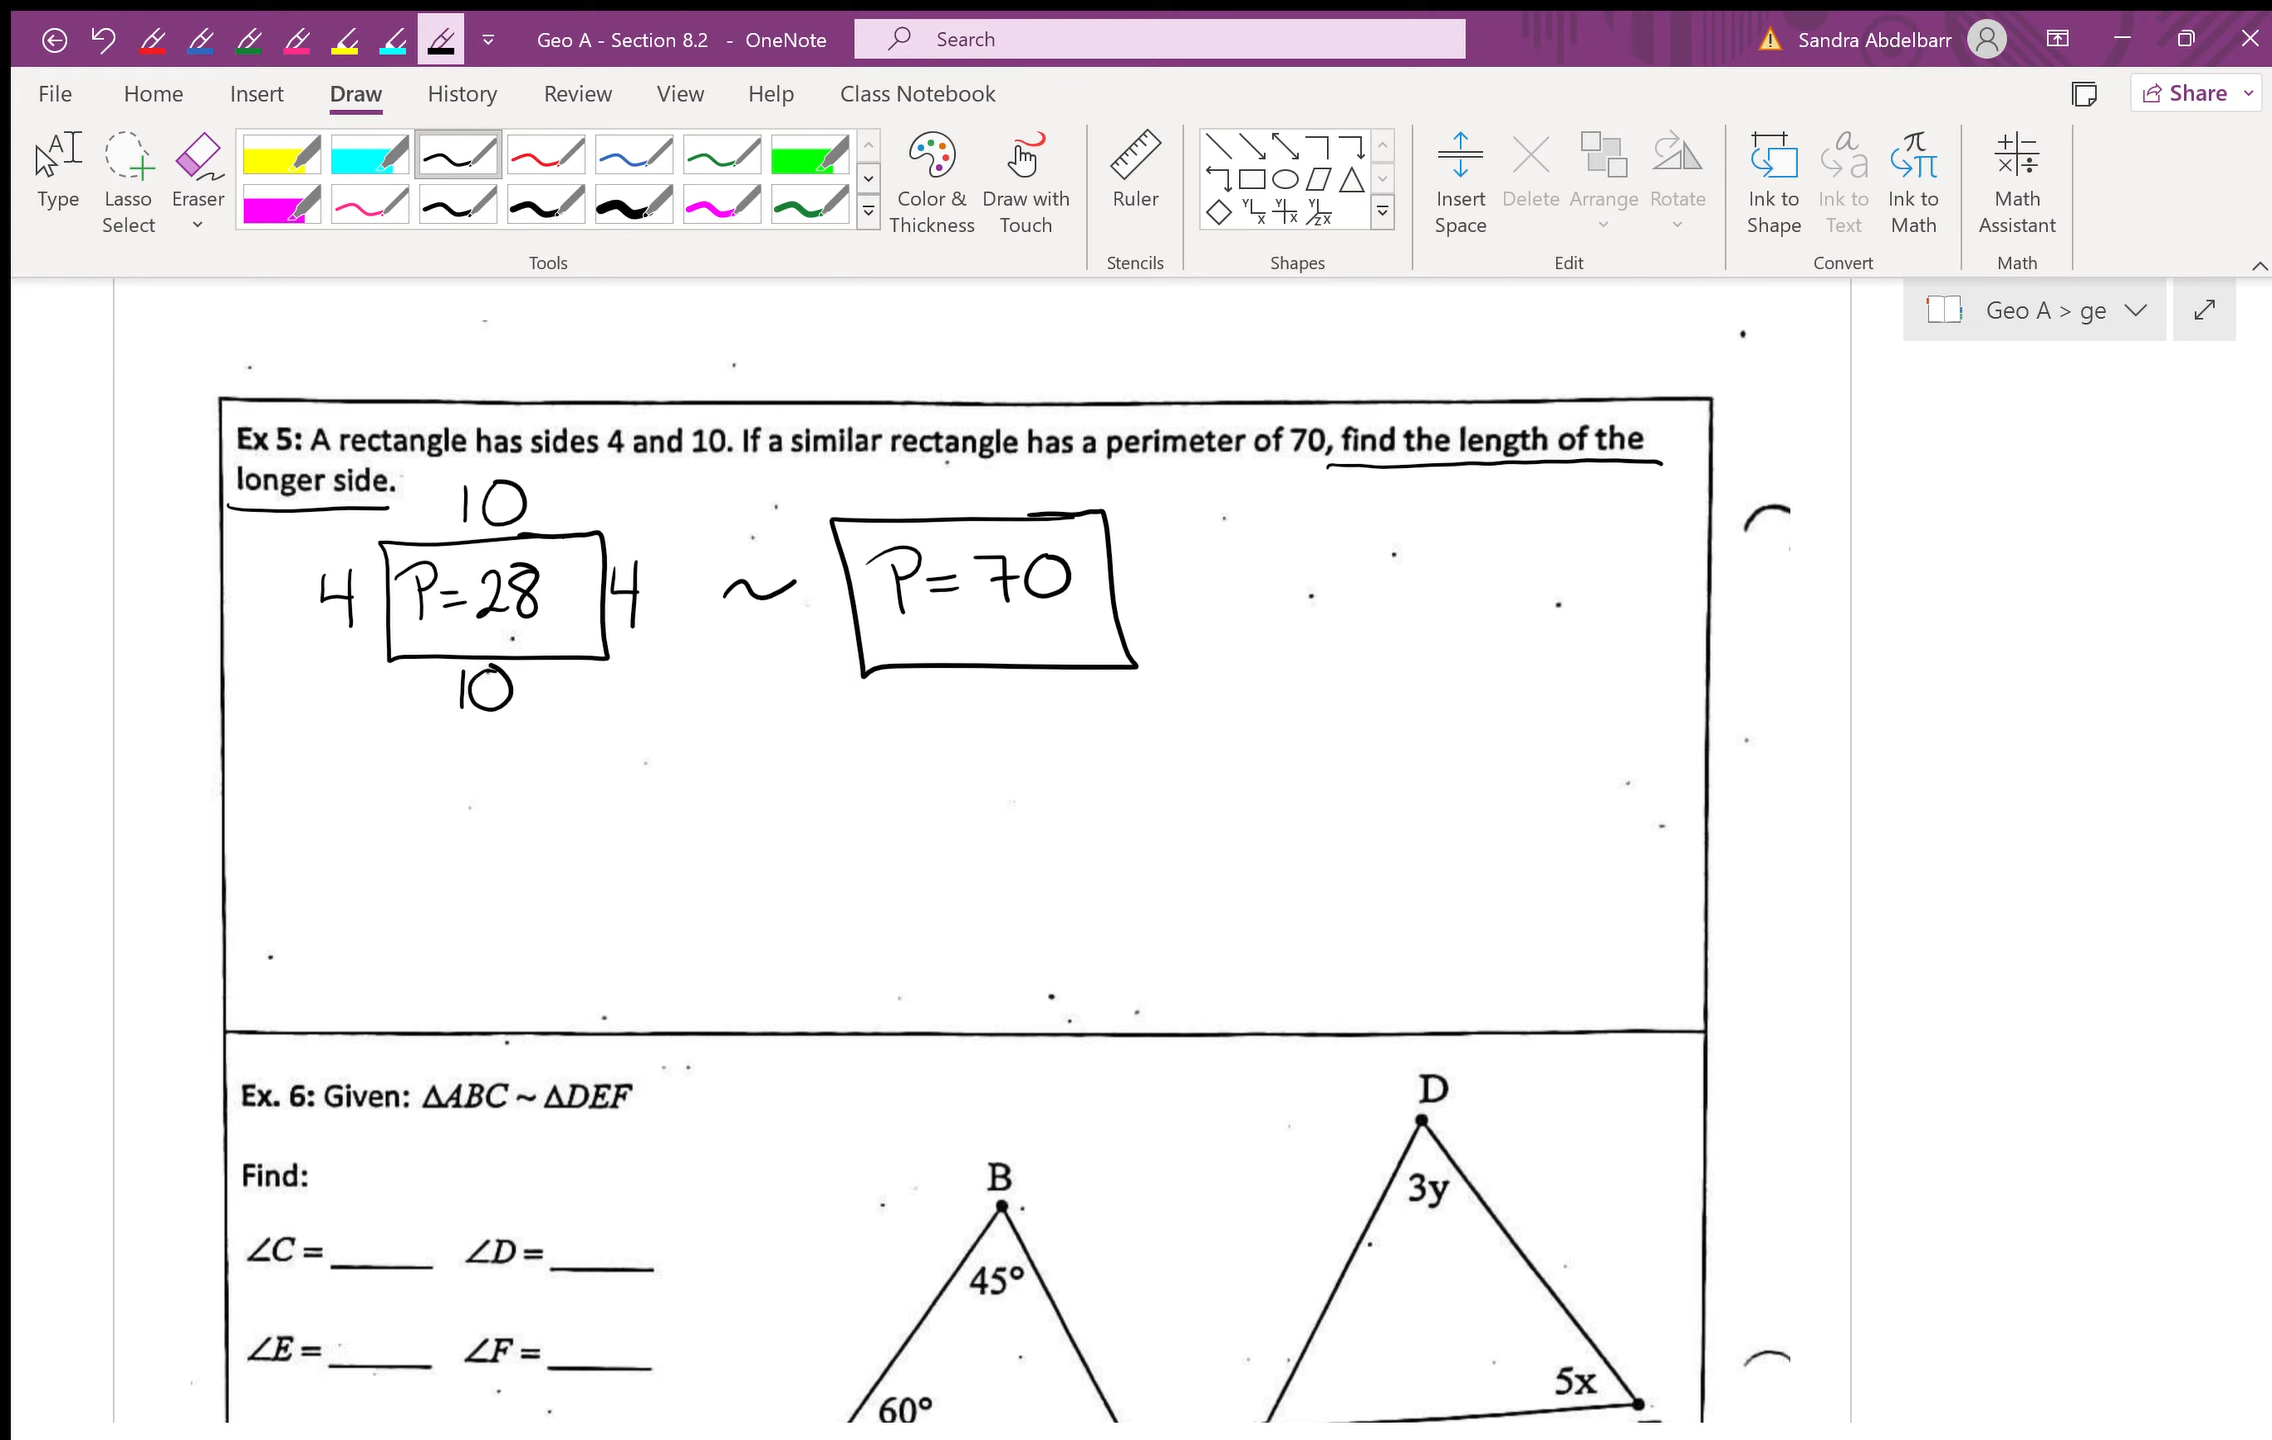 Geo A - Section 8.2 - OneNote
Search
Sandra Abdelbarr
File Home Insert Draw History Review View Help Class Notebook
Share
Type
Lasso Select
Eraser
Color & Thickness
Draw with Touch
Ruler
Insert Space
Delete
Arrange
Rotate
Ink to Shape
Ink to Text
Ink to Math
Math Assistant
Tools Stencils Shapes Edit Convert Math
Geo A > ge
Ex 5: A rectangle has sides 4 and 10. If a similar rectangle has a perimeter of 70, find the length of the
longer side.
10
4 P=28 4 ~ P=70
10
Ex. 6: Given: ΔABC ~ ΔDEF
D
Find:
B
3y
∠C = ____ ∠D = ____
45°
∠E = ____ ∠F = ____
5x
60°